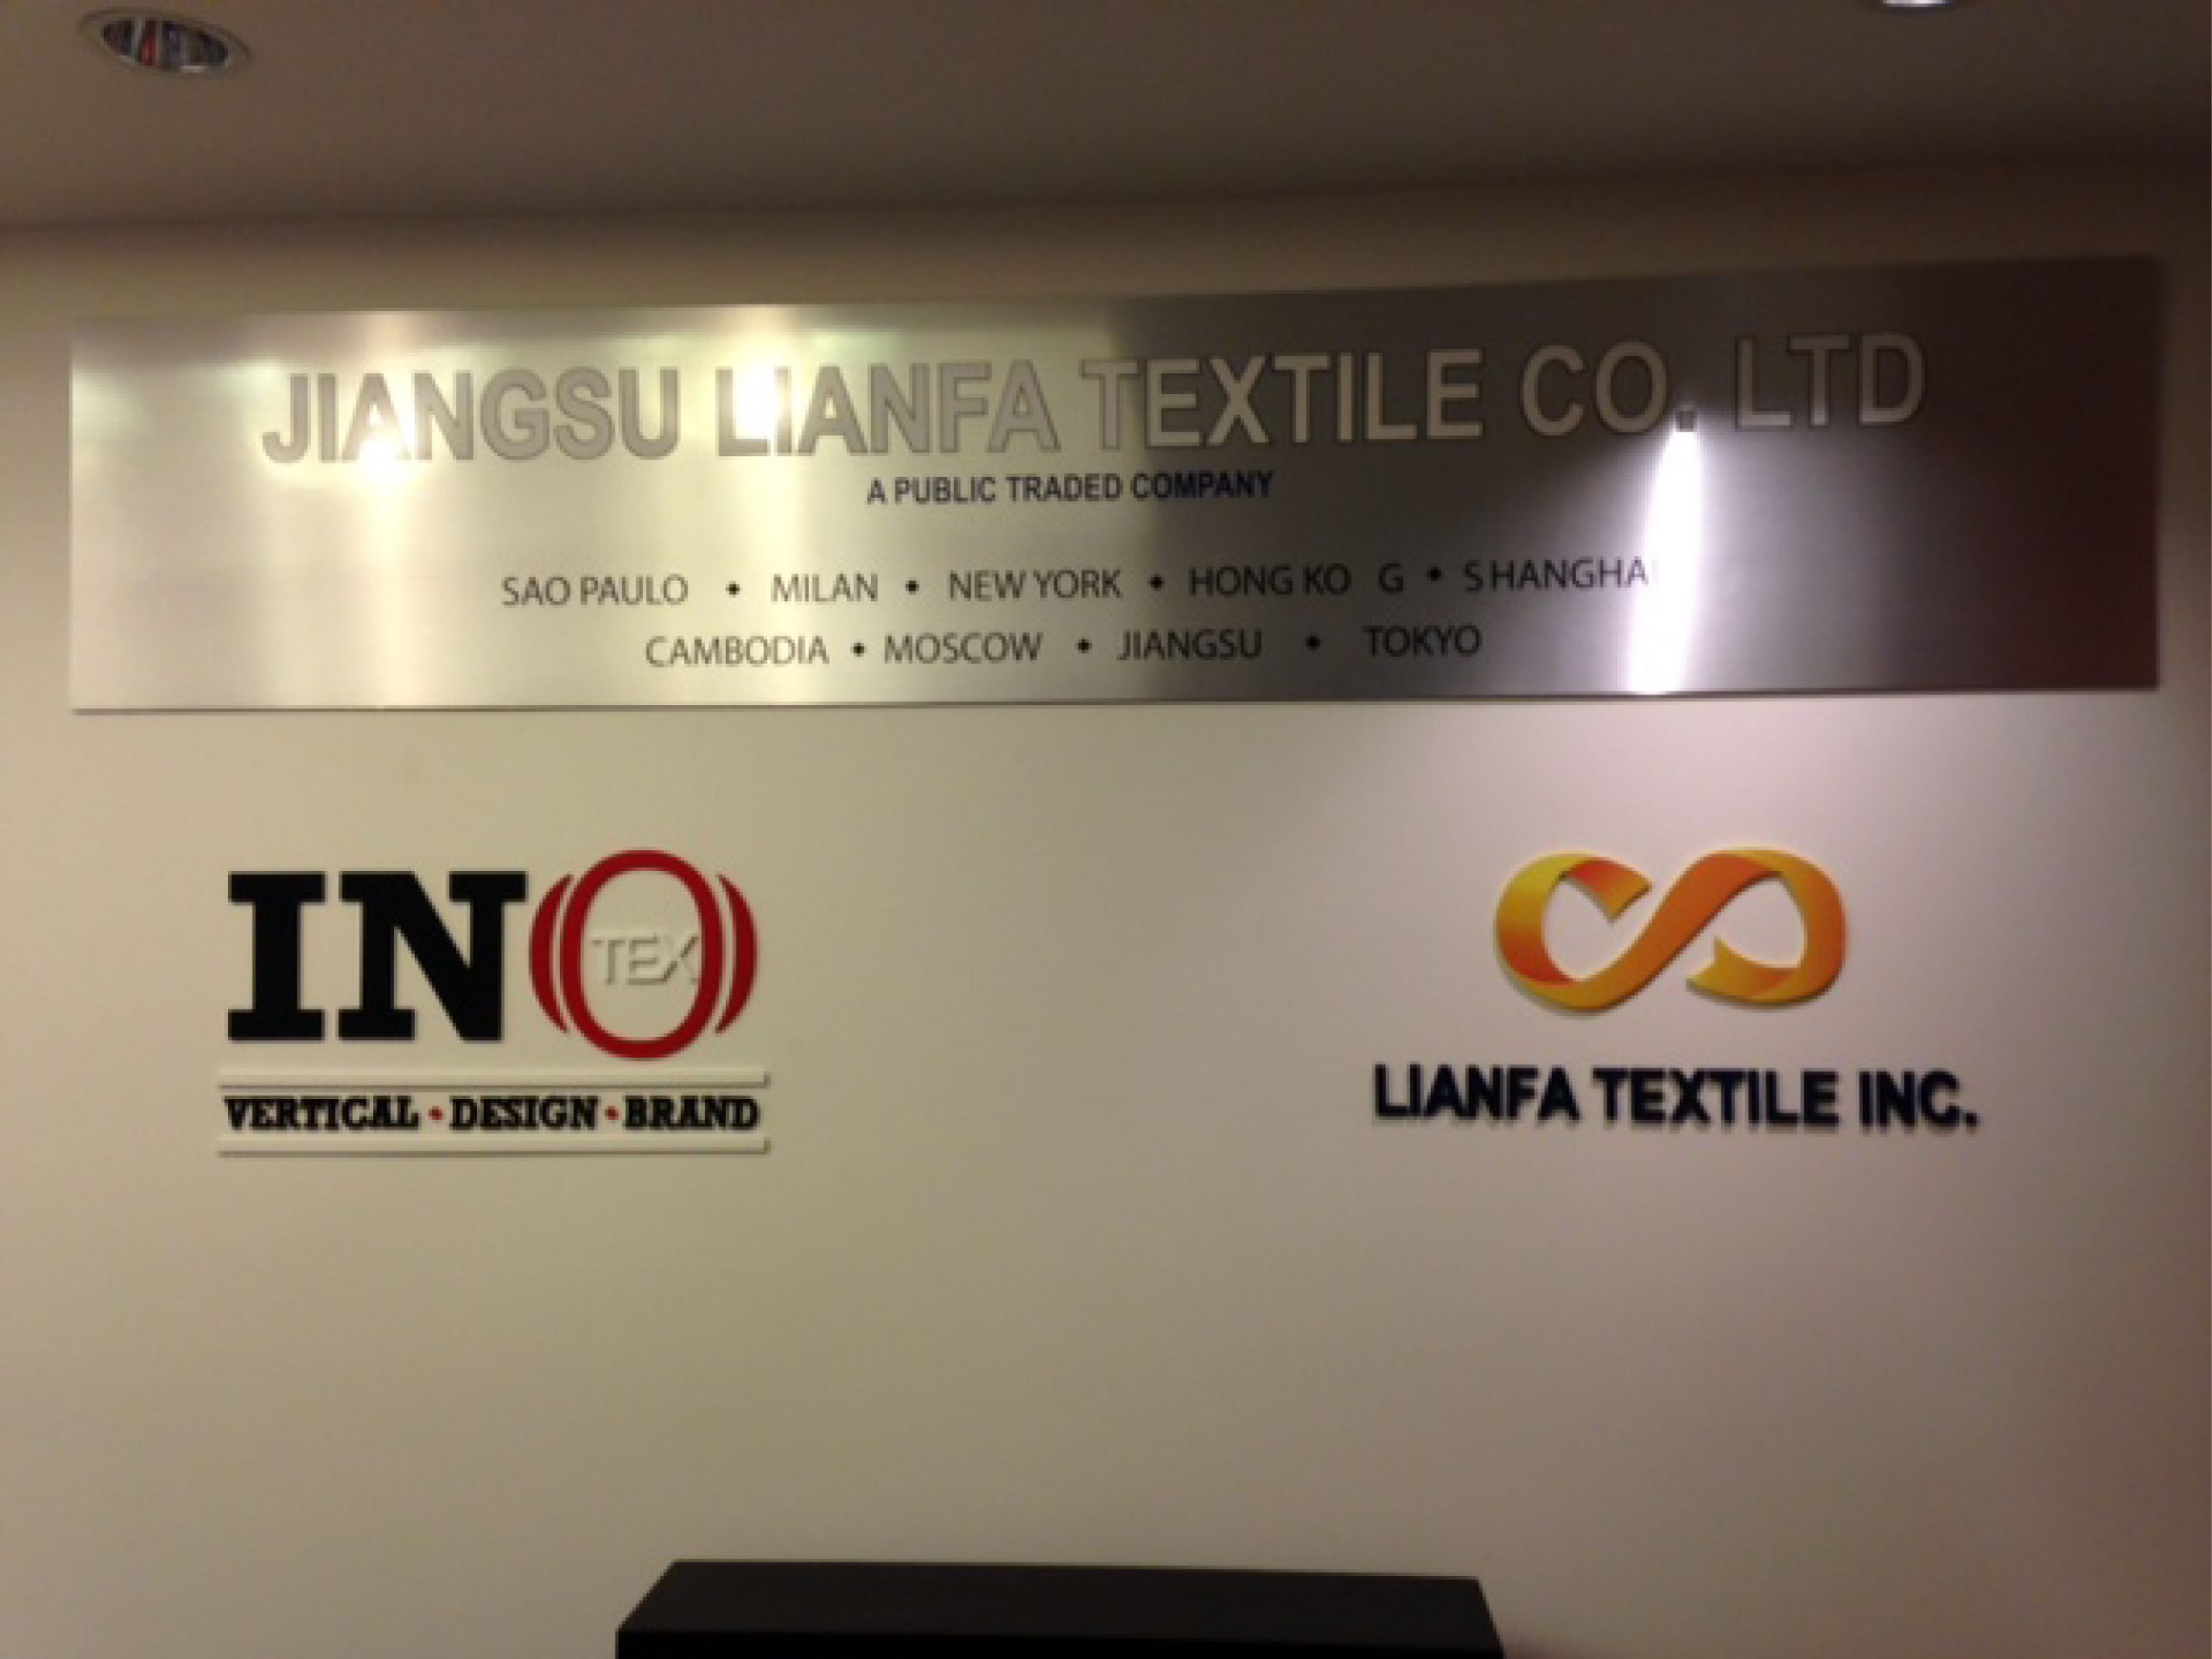 JIANGSU LIANFA TEXTILE CO. LTD
A PUBLIC TRADED COMPANY
SAO PAULO • MILAN • NEW YORK • HONG KO G • SHANGHA
CAMBODIA • MOSCOW • JIANGSU • TOKYO
INO
TEX
VERTICAL • DESIGN • BRAND
LIANFA TEXTILE INC.